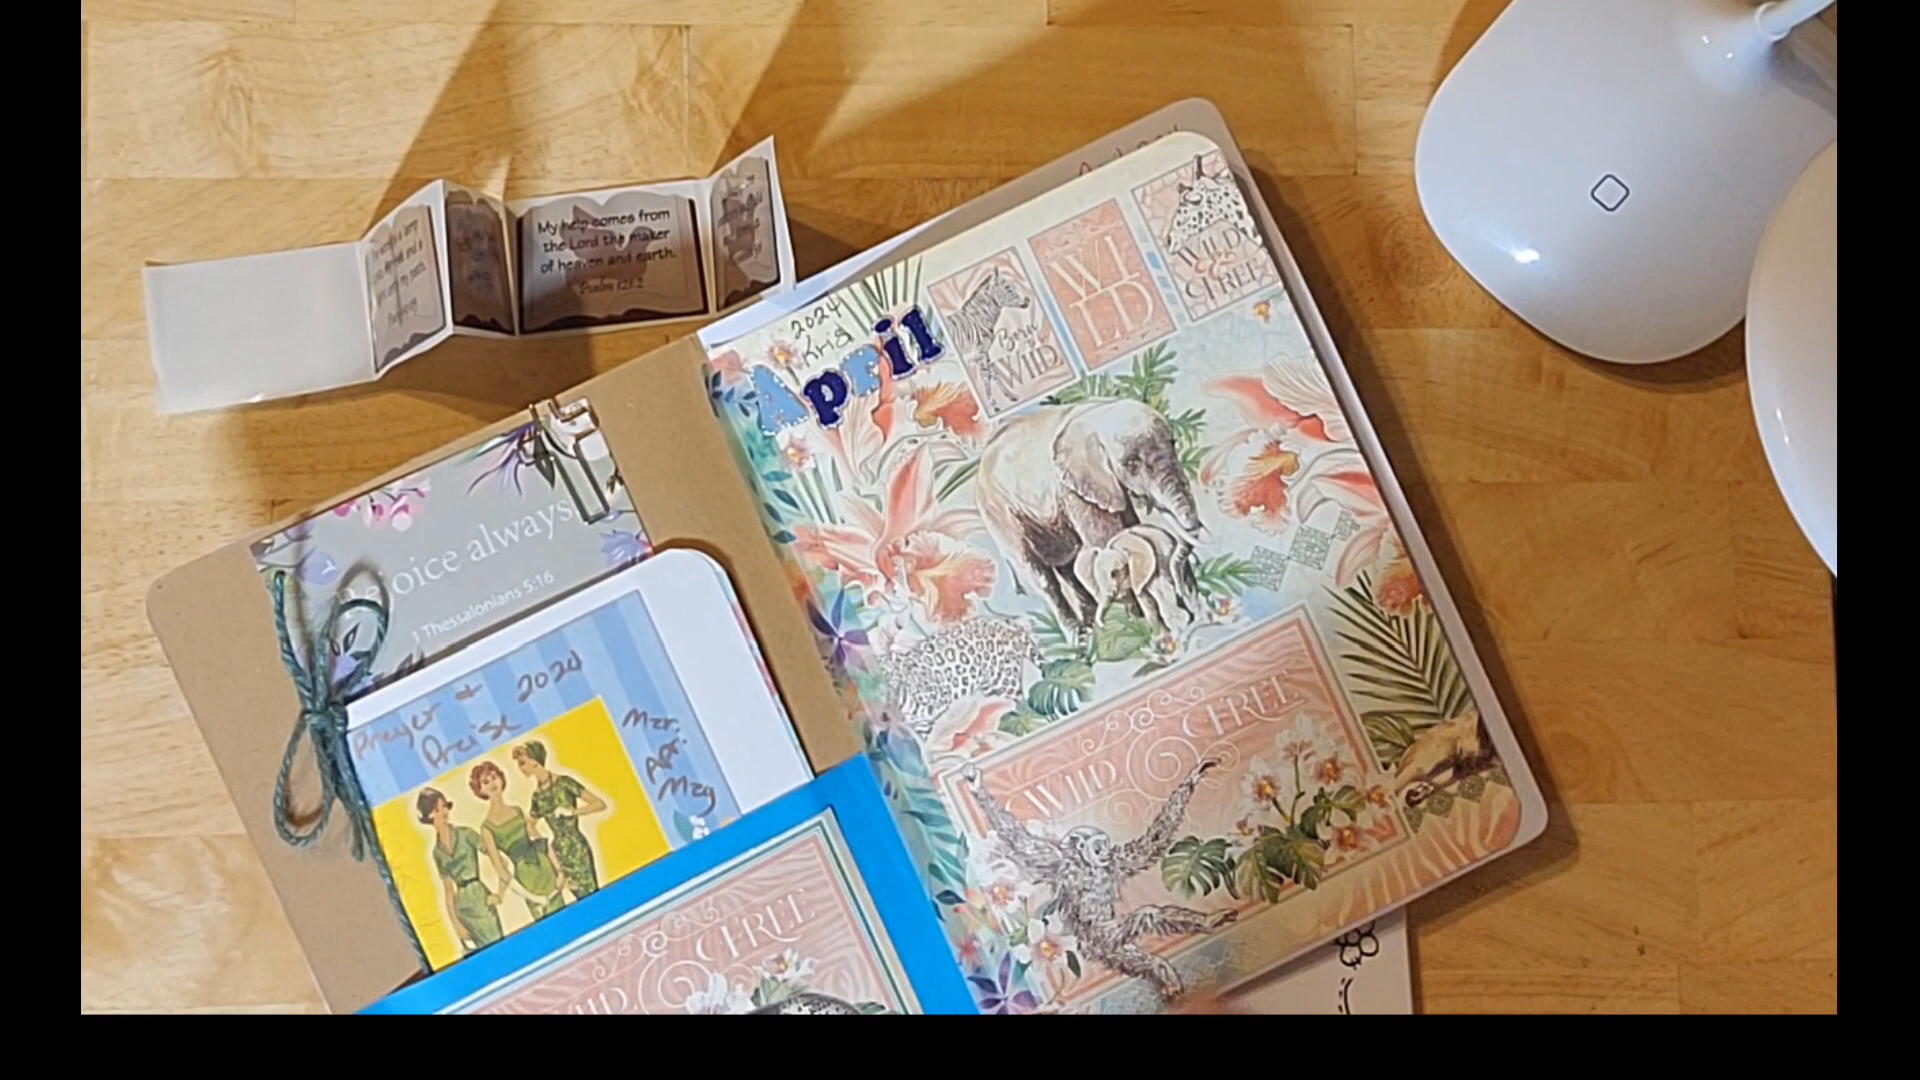 My help comes from
the Lord the maker
of heaven and earth.
Psalm 121:2
2024
Kris
April
Born
WILD
WI
LD
WILD
&
FREE
Rejoice always
1 Thessalonians 5:16
Prayer & 2024
Praise
Mar.
Apr.
May
WILD & FREE
WILD & FREE